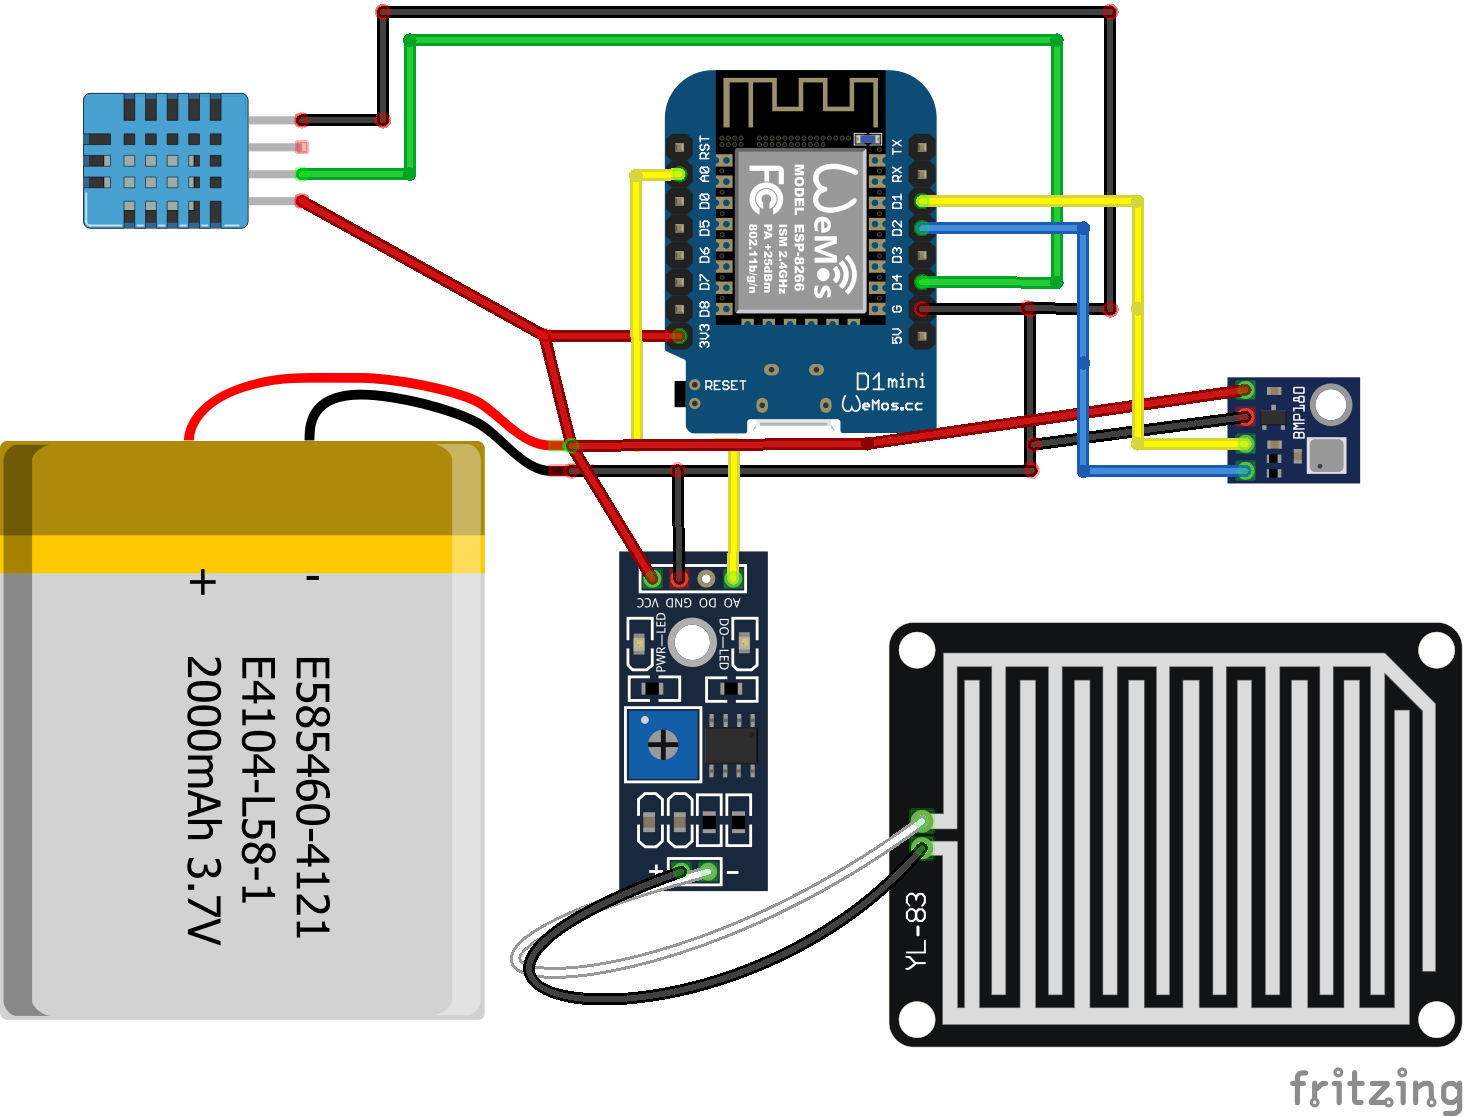 RST
A0
D0
D5
D6
D7
D8
3V3
TX
RX
D1
D2
D3
D4
G
5V
WeMos
MODEL ESP-8266
ISM 2.4GHz
PA +25dBm
802.11b/g/n
FC
RESET
D1mini
WeMos.cc
BMP180
+ -
E585460-4121
E4104-L58-1
2000mAh 3.7V
VCC GND DO AO
PWR-LED
DO-LED
+ -
YL-83
fritzing